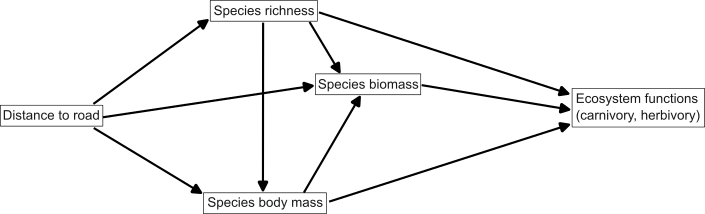 Species richness
Species biomass
Distance to road
Ecosystem functions
(carnivory, herbivory)
Species body mass